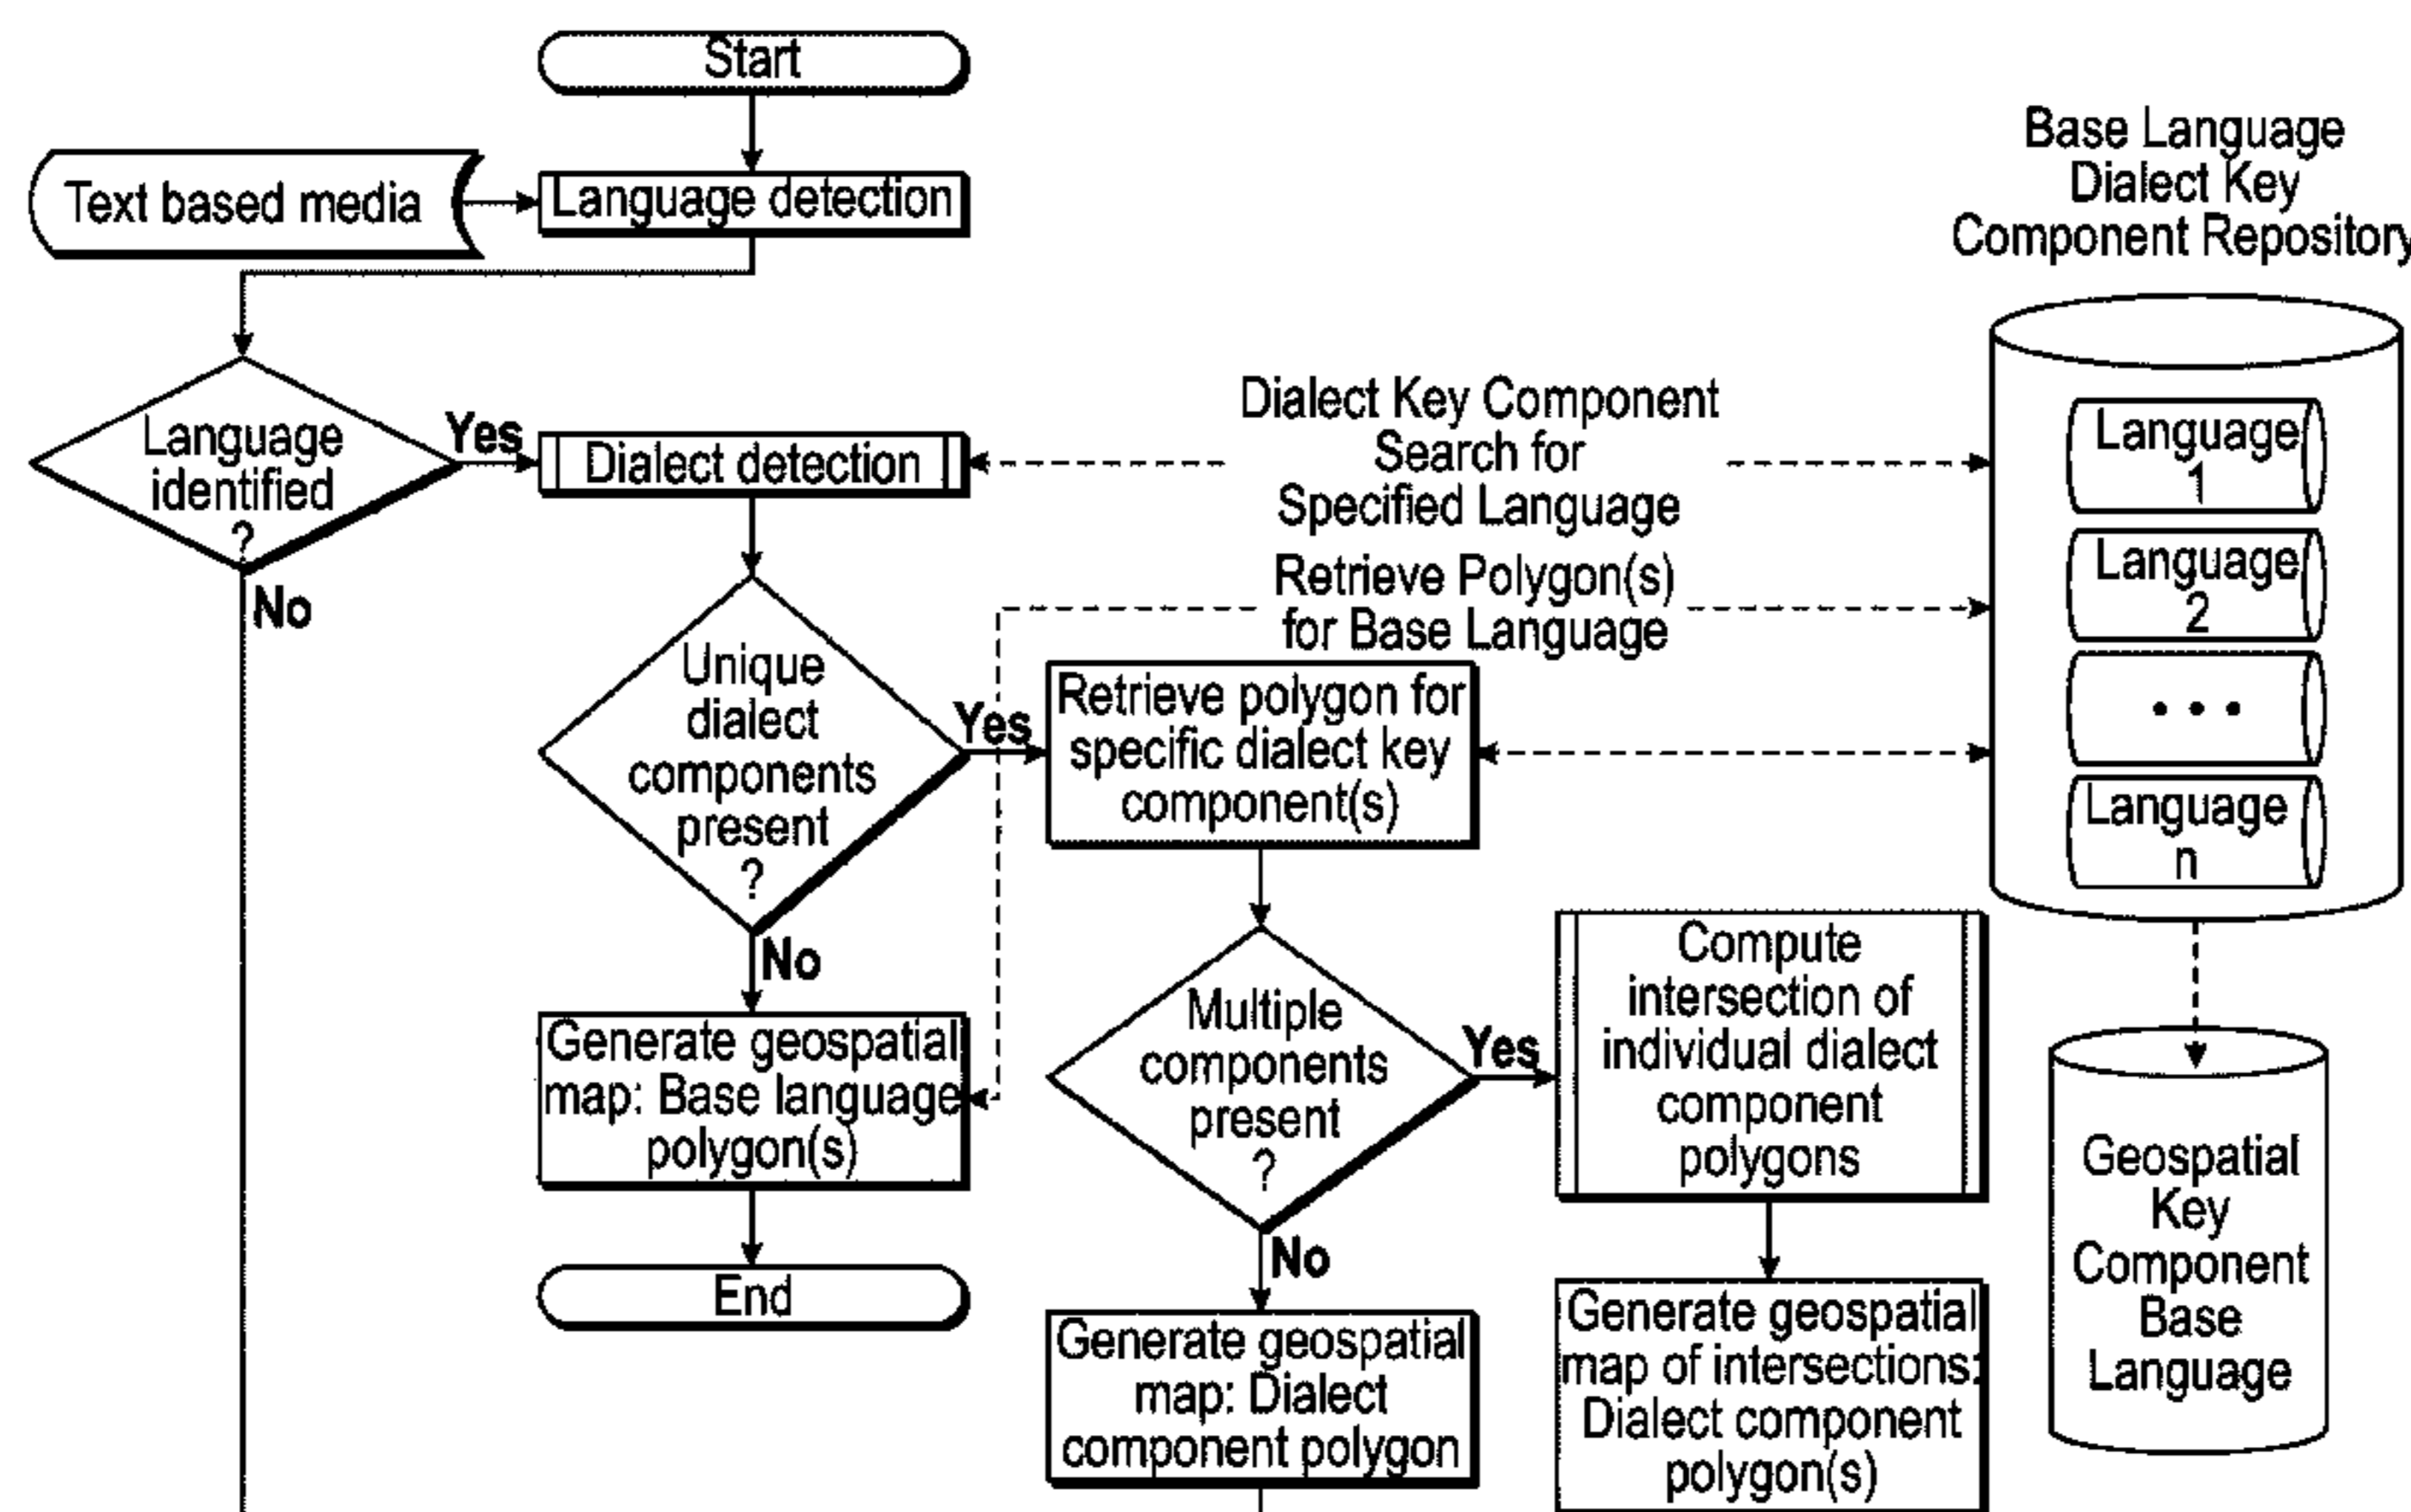 Start
Text based media
Language detection
Base Language
Dialect Key
Component Repository
Language
identified
?
Yes
No
Dialect detection
Dialect Key Component
Search for
Specified Language
Retrieve Polygon(s)
for Base Language
Language
1
Language
2
• • •
Language
n
Unique
dialect
components
present
?
Yes
No
Retrieve polygon for
specific dialect key
component(s)
Generate geospatial
map: Base language
polygon(s)
End
Multiple
components
present
?
Yes
No
Compute
intersection of
individual dialect
component
polygons
Generate geospatial
map: Dialect
component polygon
Generate geospatial
map of intersections:
Dialect component
polygon(s)
Geospatial
Key
Component
Base
Language